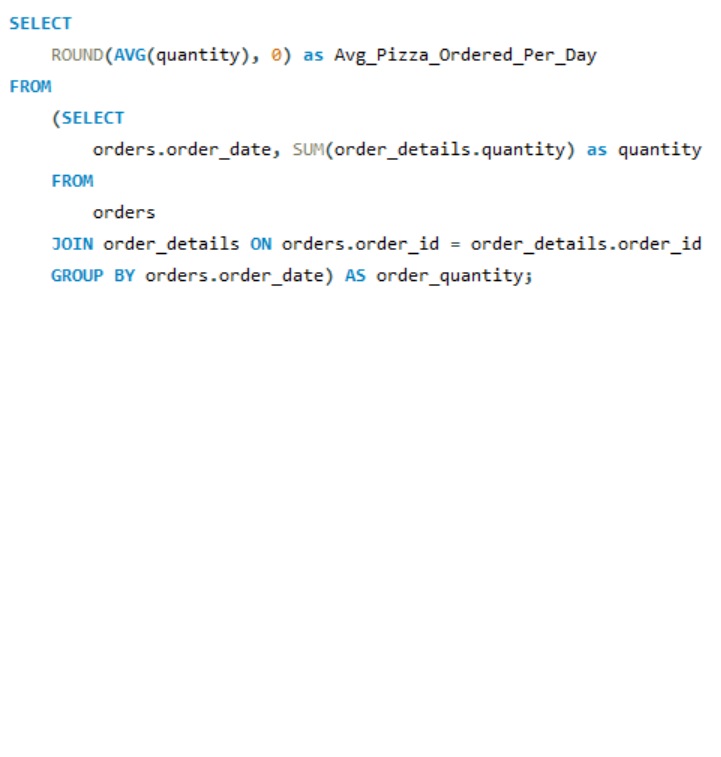 SELECT
ROUND(AVG(quantity), 0) as Avg_Pizza_Ordered_Per_Day
FROM
(SELECT
orders.order_date, SUM(order_details.quantity) as quantity
FROM
orders
JOIN order_details ON orders.order_id = order_details.order_id
GROUP BY orders.order_date) AS order_quantity;